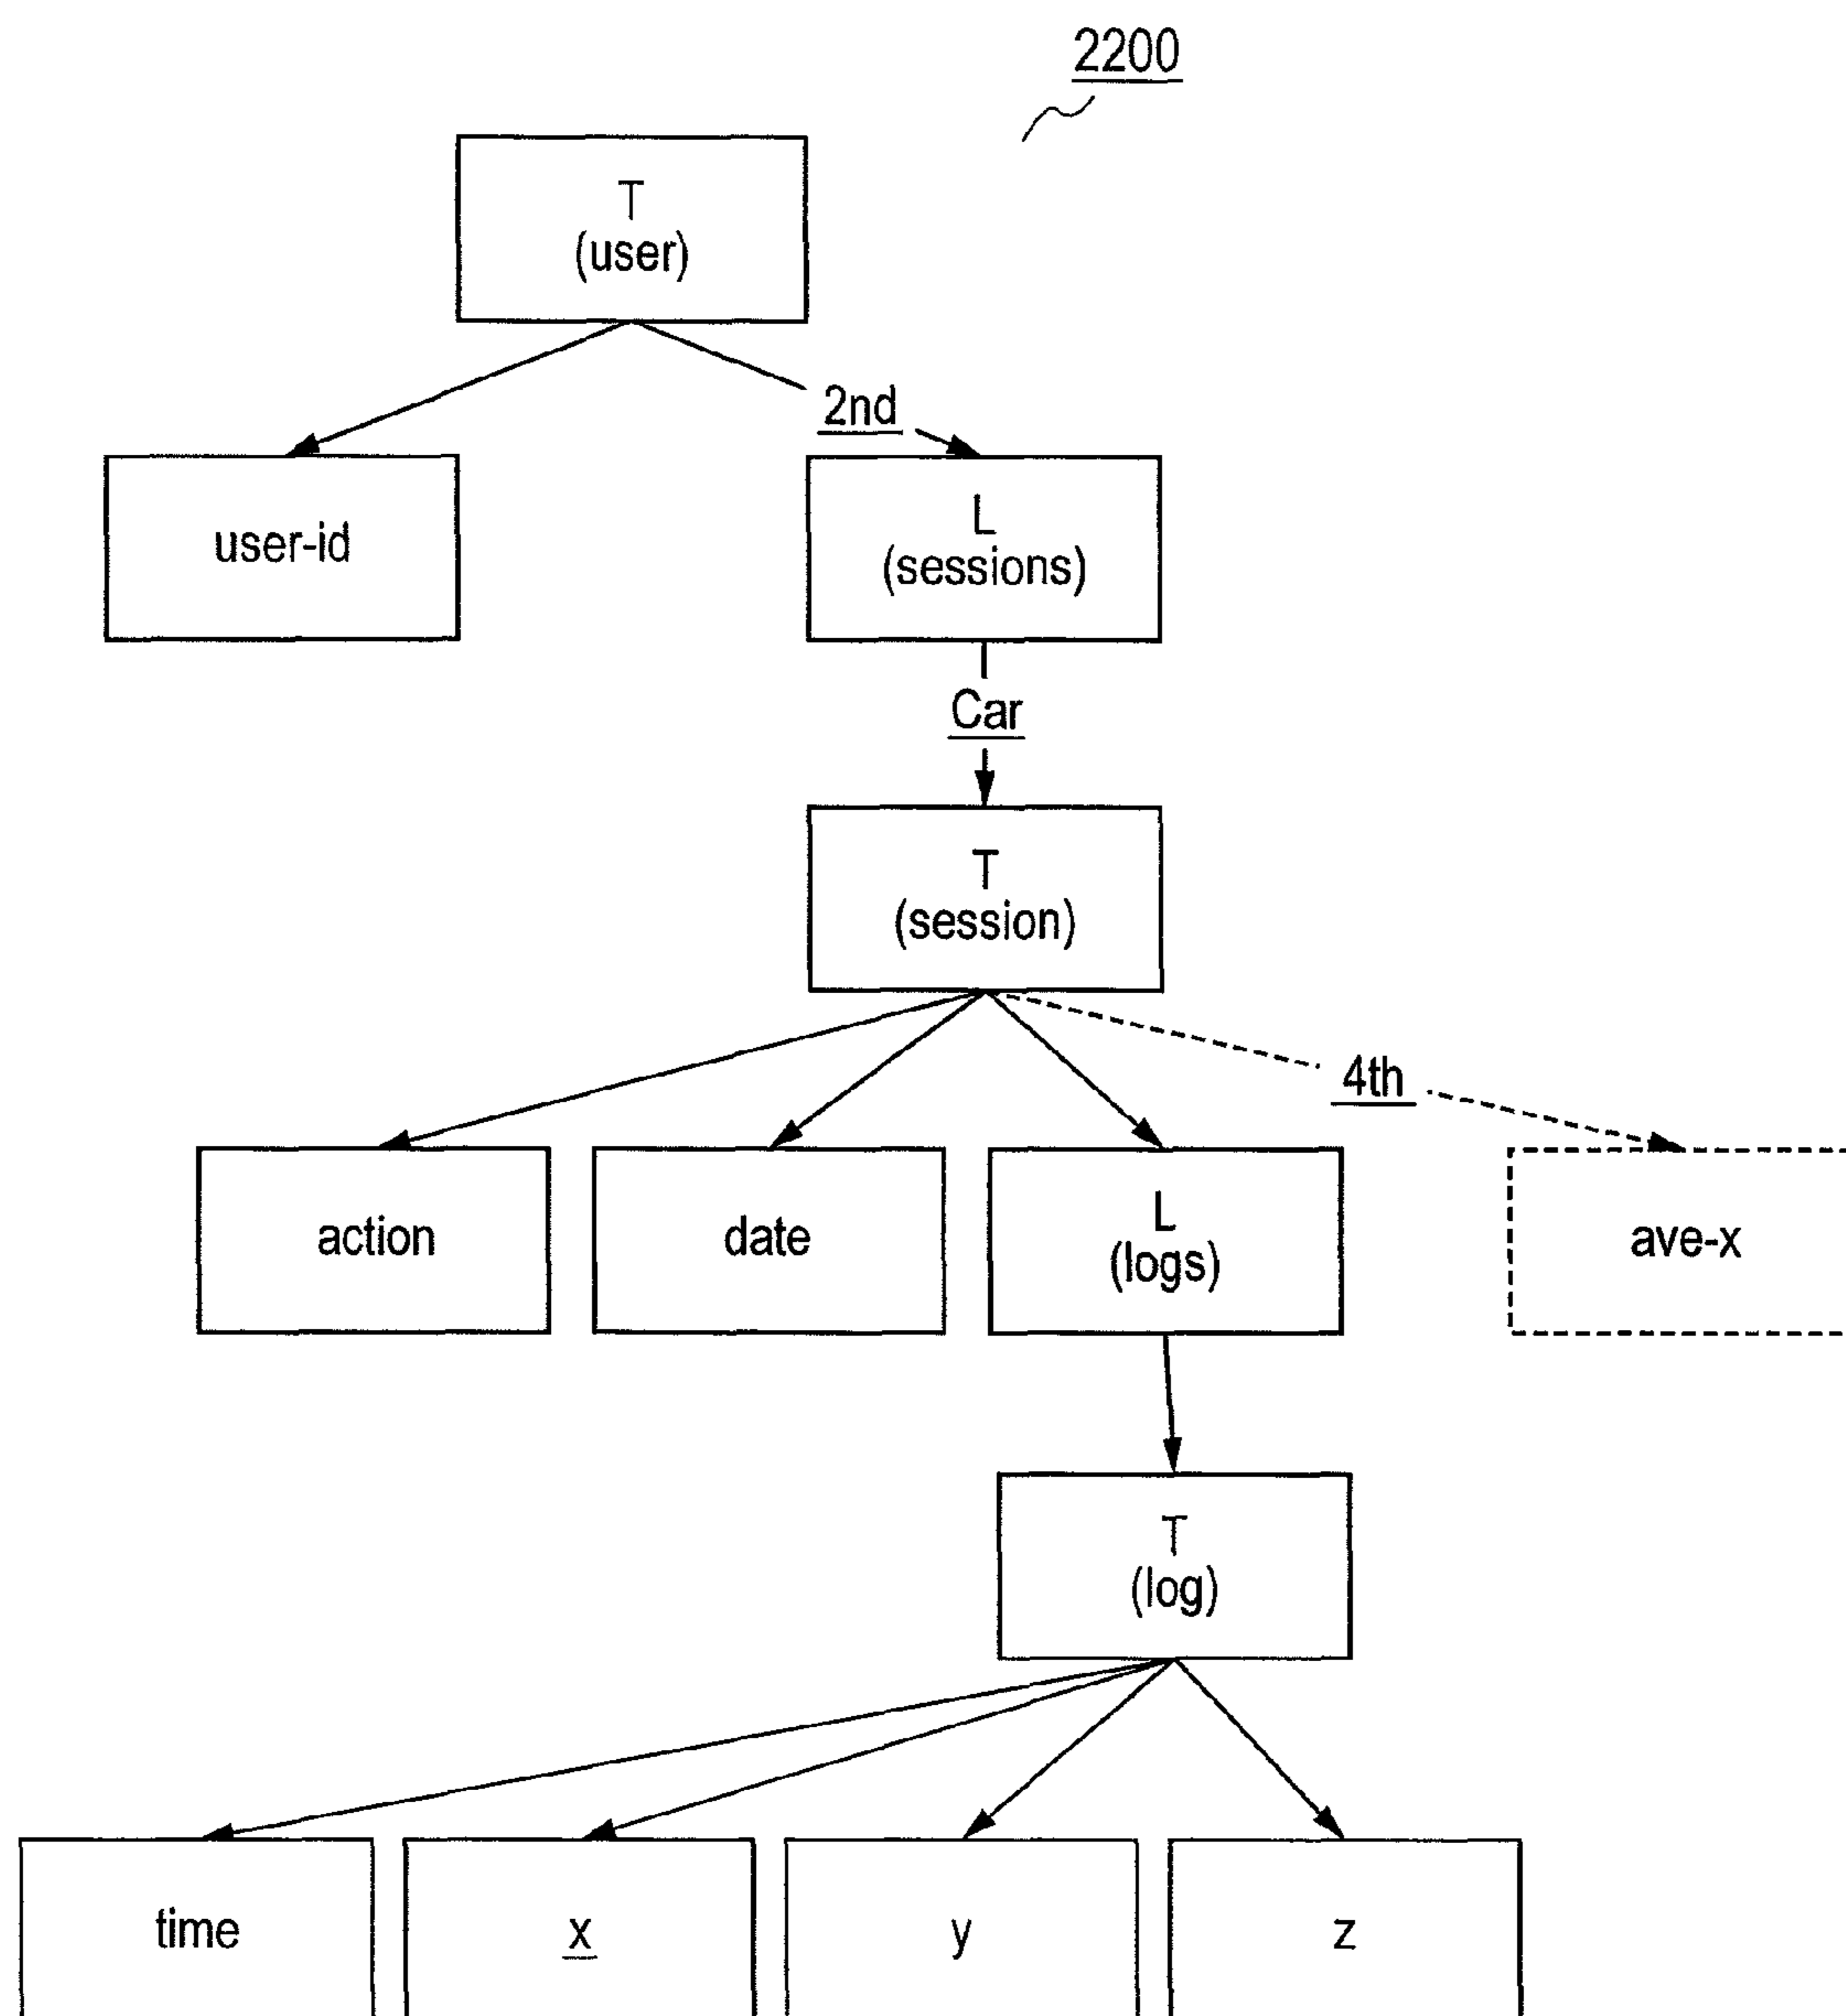 2200
T
(user)
2nd
user-id
L
(sessions)
Car
T
(session)
4th
action
date
L
(logs)
ave-x
T
(log)
time
x
y
z